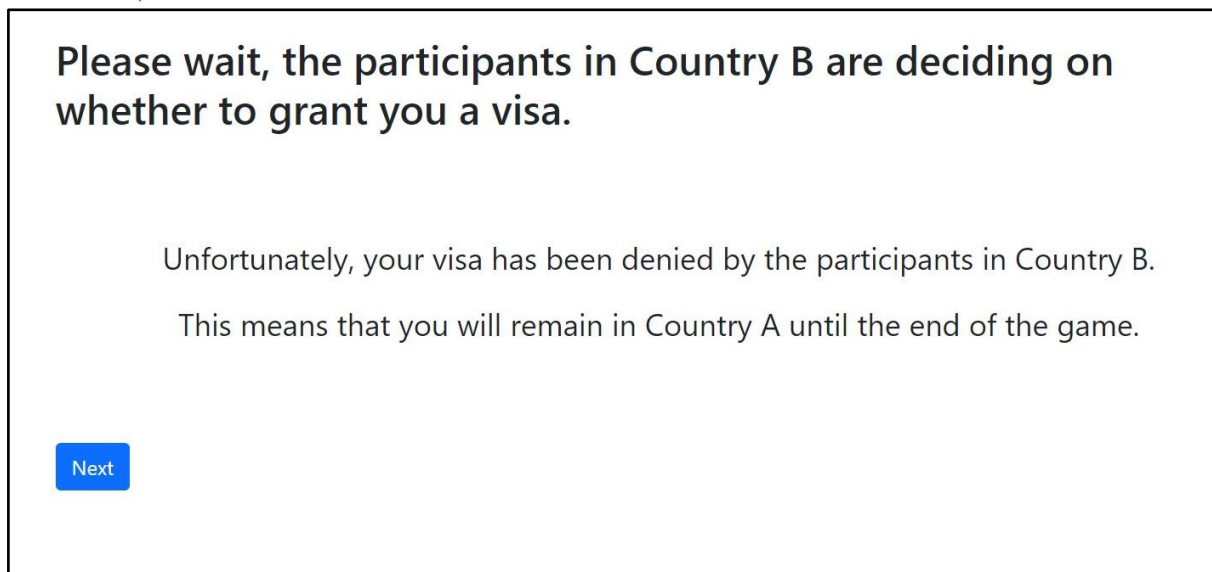 Please wait, the participants in Country B are deciding on
whether to grant you a visa.
Unfortunately, your visa has been denied by the participants in Country B.
This means that you will remain in Country A until the end of the game.
Next